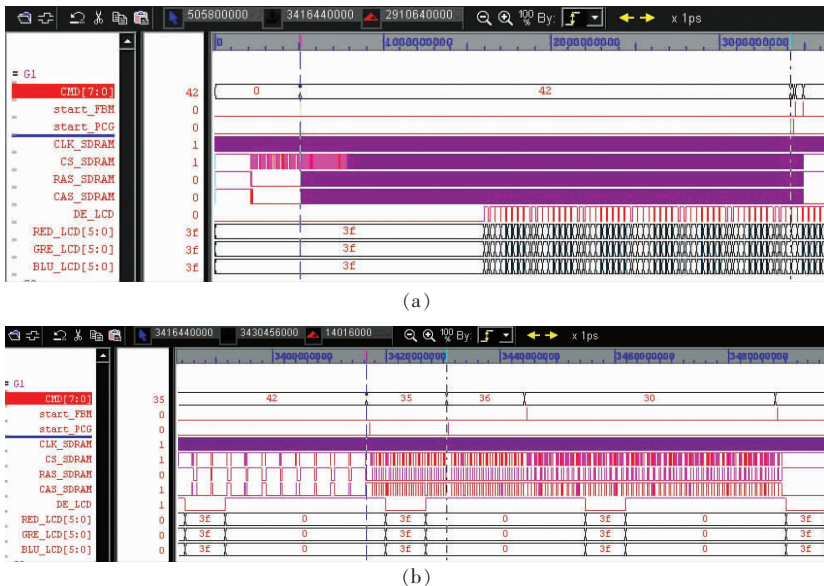 505800000 3416440000 2910640000 100% By: x 1ps
0 1000000000 2000000000 3000000000
= G1
CMD[7:0] 42 0 42
start_FBM 0
start_PCG 0
CLK_SDRAM 1
CS_SDRAM 1
RAS_SDRAM 0
CAS_SDRAM 0
DE_LCD 0
RED_LCD[5:0] 3f 3f
GRE_LCD[5:0] 3f 3f
BLU_LCD[5:0] 3f 3f
(a)
3416440000 3430456000 14016000 100% By: x 1ps
3400000000 3420000000 3440000000 3460000000 3480000000
= G1
CMD[7:0] 35 42 35 36 30
start_FBM 0
start_PCG 0
CLK_SDRAM 1
CS_SDRAM 1
RAS_SDRAM 0
CAS_SDRAM 1
DE_LCD 1
RED_LCD[5:0] 0 3f 0 3f 0 3f 0 3f
GRE_LCD[5:0] 0 3f 0 3f 0 3f 0 3f
BLU_LCD[5:0] 0 3f 0 3f 0 3f 0 3f
(b)